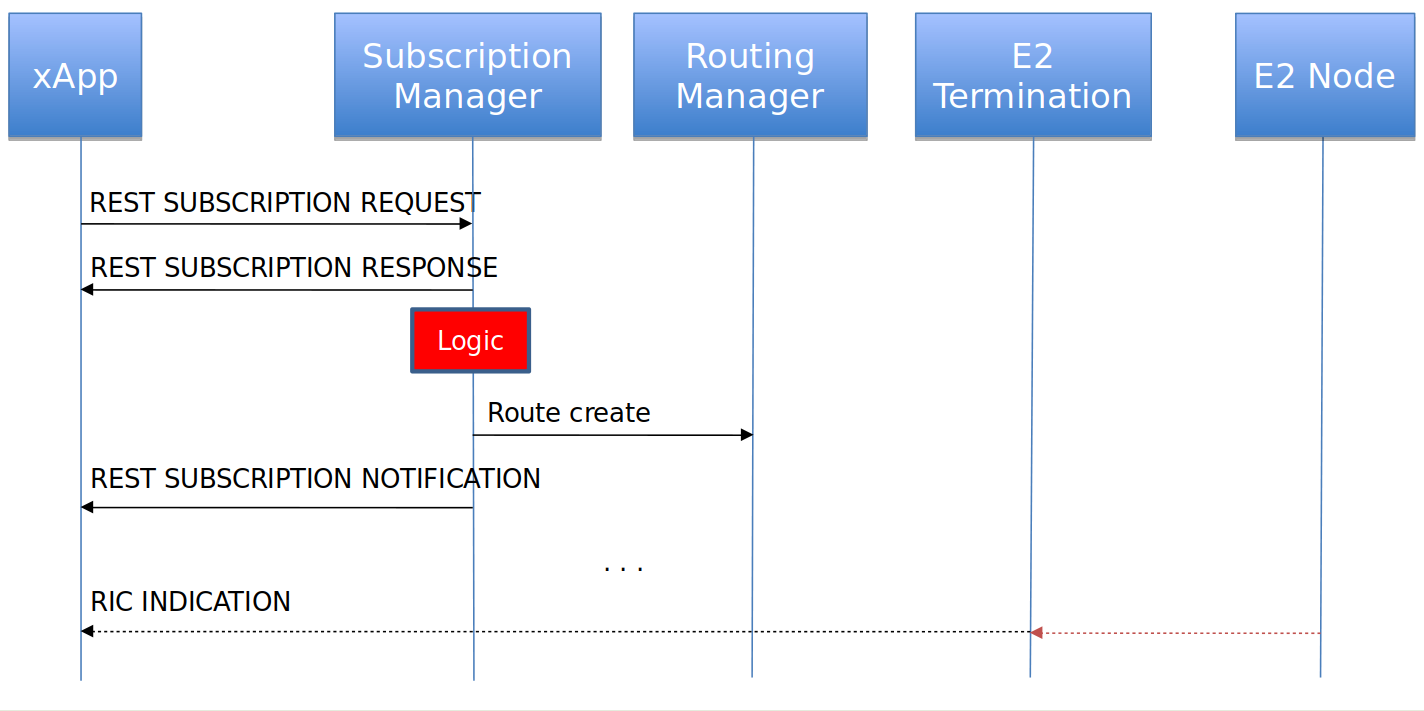 xApp
Subscription
Manager
Routing
Manager
E2
Termination
E2 Node
REST SUBSCRIPTION REQUEST
REST SUBSCRIPTION RESPONSE
Logic
Route create
REST SUBSCRIPTION NOTIFICATION
. . .
RIC INDICATION